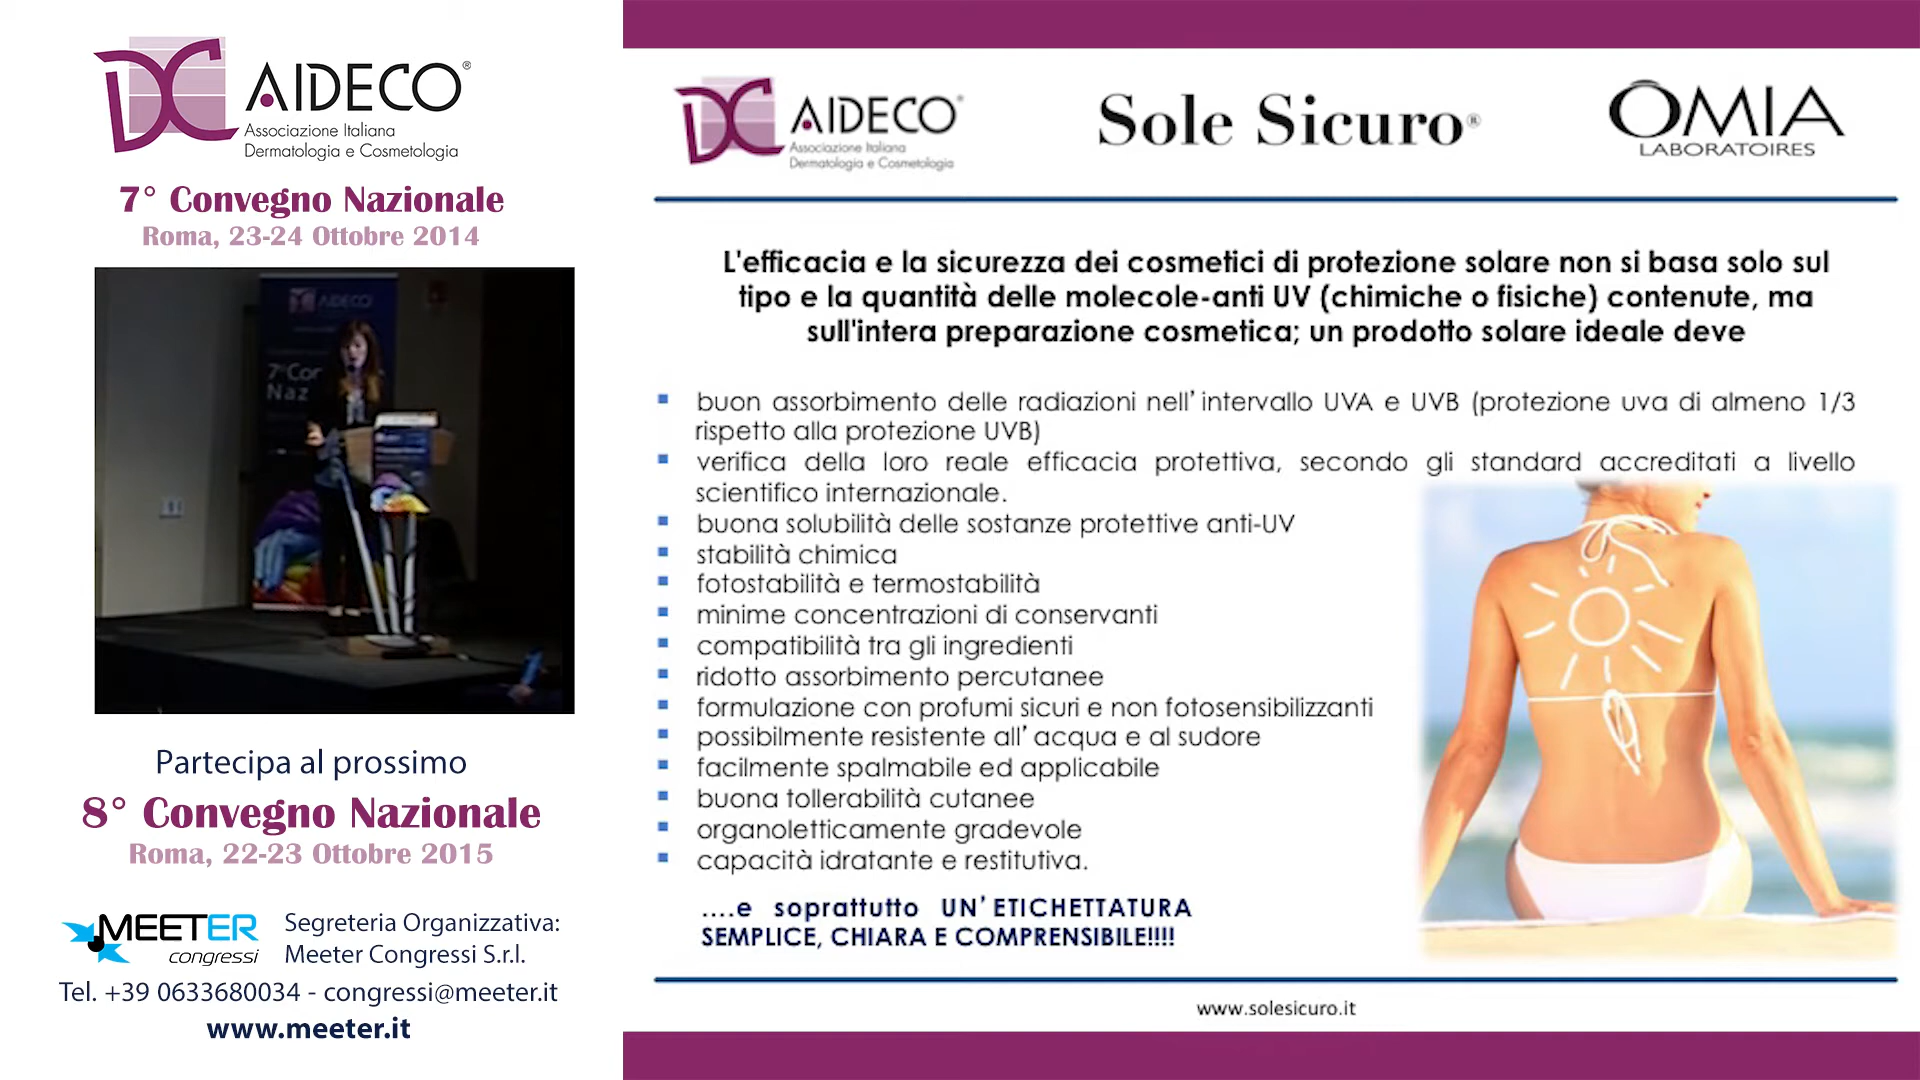 AIDECO®
Associazione Italiana
Dermatologia e Cosmetologia
7° Convegno Nazionale
Roma, 23-24 Ottobre 2014
AIDECO
7° Con
Naz
Partecipa al prossimo
8° Convegno Nazionale
Roma, 22-23 Ottobre 2015
MEETER
congressi
Segreteria Organizzativa:
Meeter Congressi S.r.l.
Tel. +39 0633680034 - congressi@meeter.it
www.meeter.it
AIDECO®
Associazione Italiana
Dermatologia e Cosmetologia
Sole Sicuro®
ÔMIA
LABORATOIRES
L'efficacia e la sicurezza dei cosmetici di protezione solare non si basa solo sul
tipo e la quantità delle molecole-anti UV (chimiche o fisiche) contenute, ma
sull'intera preparazione cosmetica; un prodotto solare ideale deve
▪ buon assorbimento delle radiazioni nell'intervallo UVA e UVB (protezione uva di almeno 1/3
rispetto alla protezione UVB)
▪ verifica della loro reale efficacia protettiva, secondo gli standard accreditati a livello
scientifico internazionale.
▪ buona solubilità delle sostanze protettive anti-UV
▪ stabilità chimica
▪ fotostabilità e termostabilità
▪ minime concentrazioni di conservanti
▪ compatibilità tra gli ingredienti
▪ ridotto assorbimento percutanee
▪ formulazione con profumi sicuri e non fotosensibilizzanti
▪ possibilmente resistente all'acqua e al sudore
▪ facilmente spalmabile ed applicabile
▪ buona tollerabilità cutanee
▪ organoletticamente gradevole
▪ capacità idratante e restitutiva.
....e soprattutto UN'ETICHETTATURA
SEMPLICE, CHIARA E COMPRENSIBILE!!!!
www.solesicuro.it